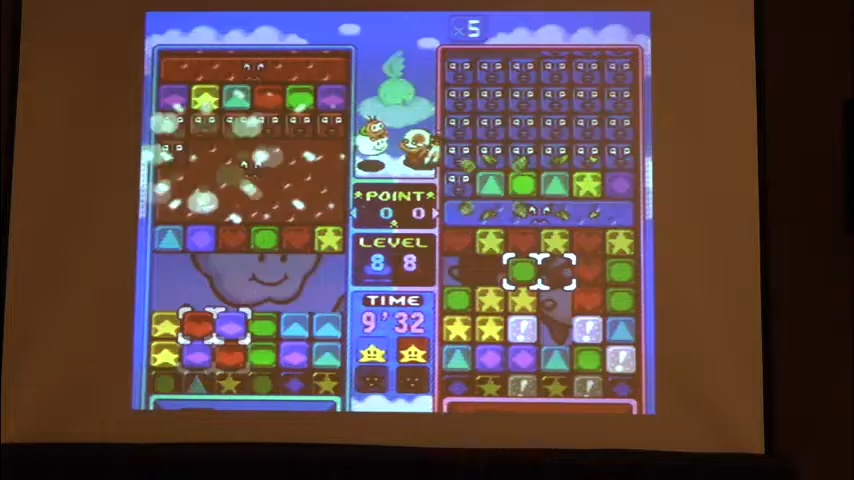 ×5
POINT
0 0
LEVEL
8 8
TIME
9'32
! !
!
!